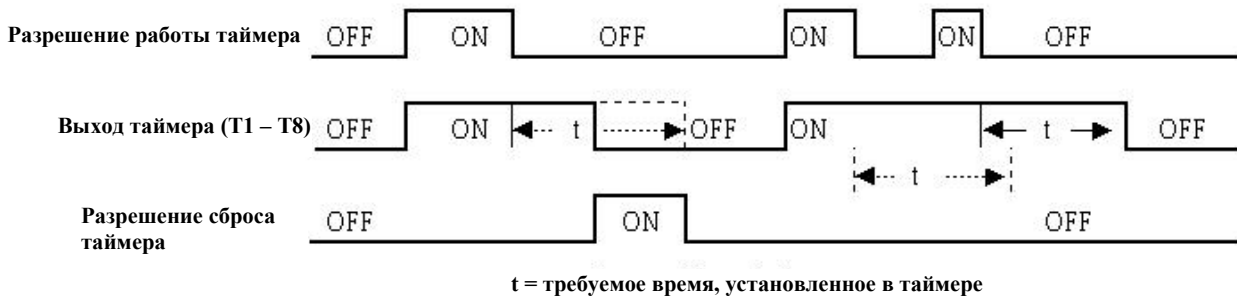 Разрешение работы таймера OFF ON OFF ON ON OFF
Выход таймера (T1 – T8) OFF ON t OFF ON t OFF
t
Разрешение сброса таймера OFF ON OFF
t = требуемое время, установленное в таймере